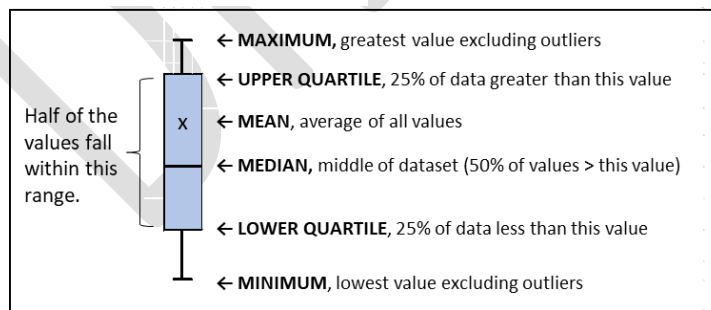 ← MAXIMUM, greatest value excluding outliers
← UPPER QUARTILE, 25% of data greater than this value
Half of the
values fall
within this
range.
X
← MEAN, average of all values
← MEDIAN, middle of dataset (50% of values > this value)
← LOWER QUARTILE, 25% of data less than this value
← MINIMUM, lowest value excluding outliers